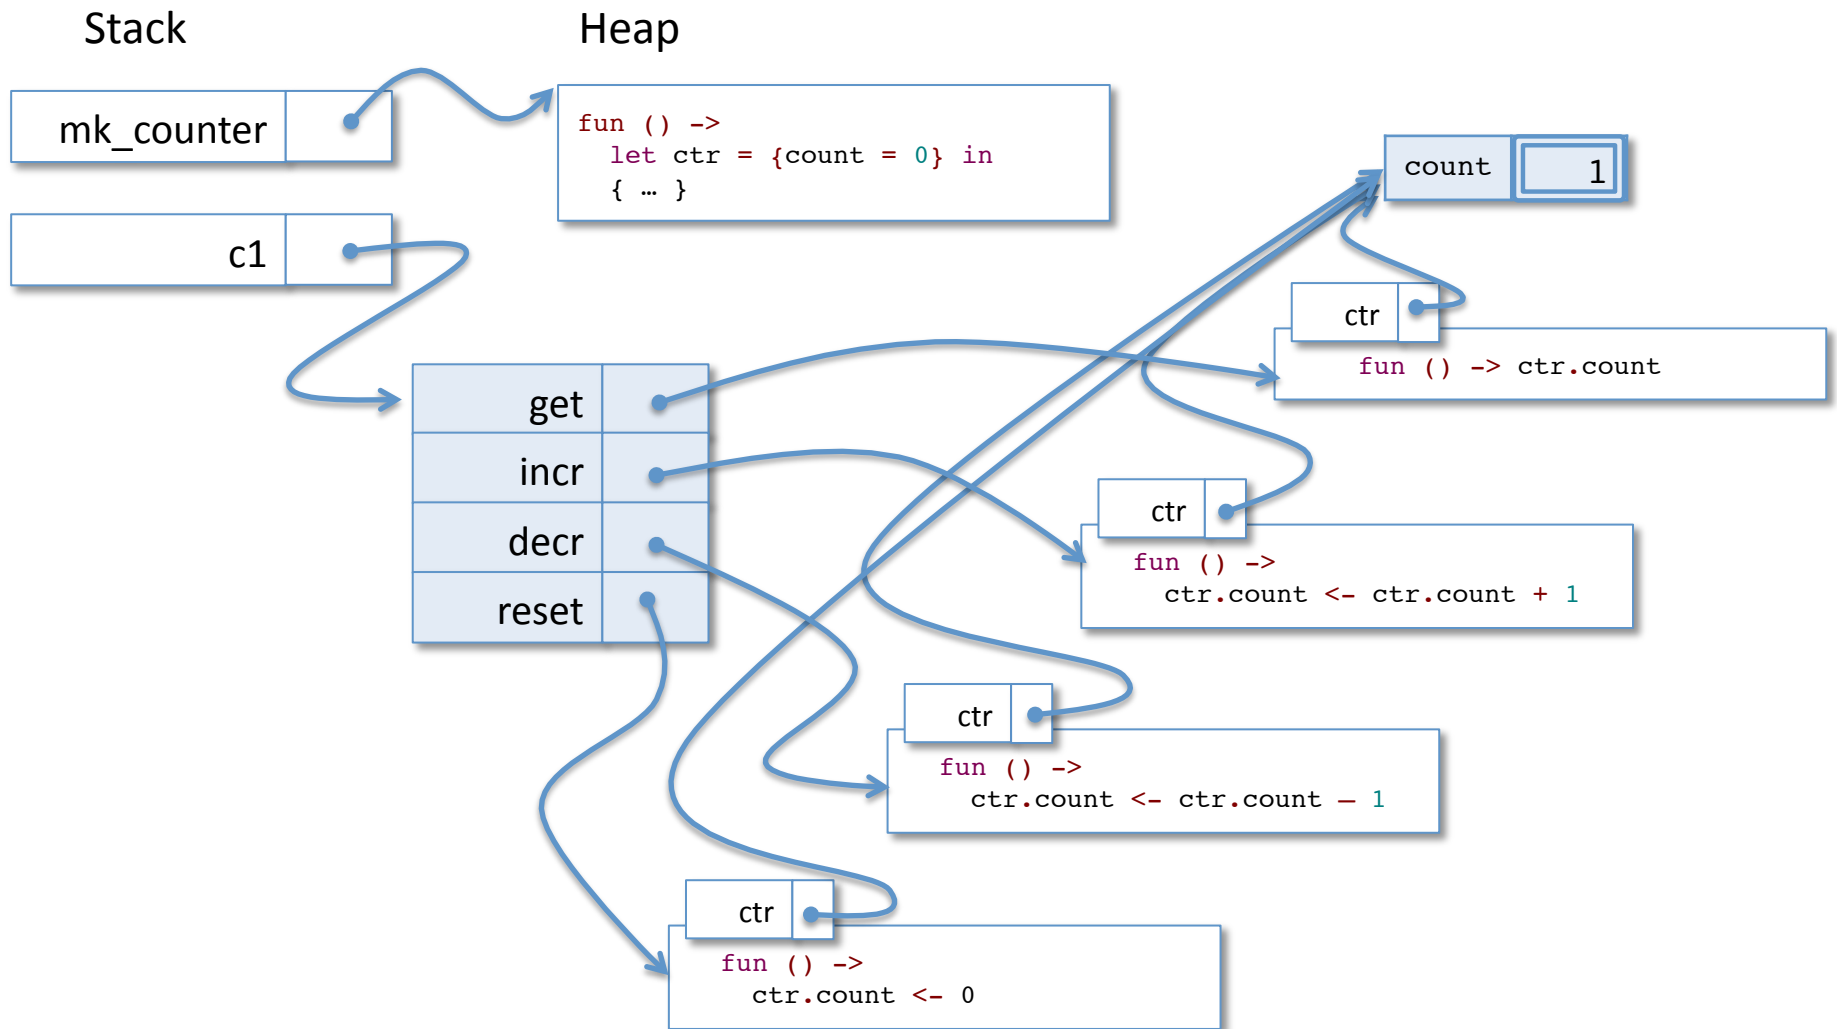 Stack
Heap
mk_counter
fun () ->
let ctr = {count = 0} in
{ … }
count 1
c1
ctr
fun () -> ctr.count
get
incr
decr
reset
ctr
fun () ->
ctr.count <- ctr.count + 1
ctr
fun () ->
ctr.count <- ctr.count – 1
ctr
fun () ->
ctr.count <- 0